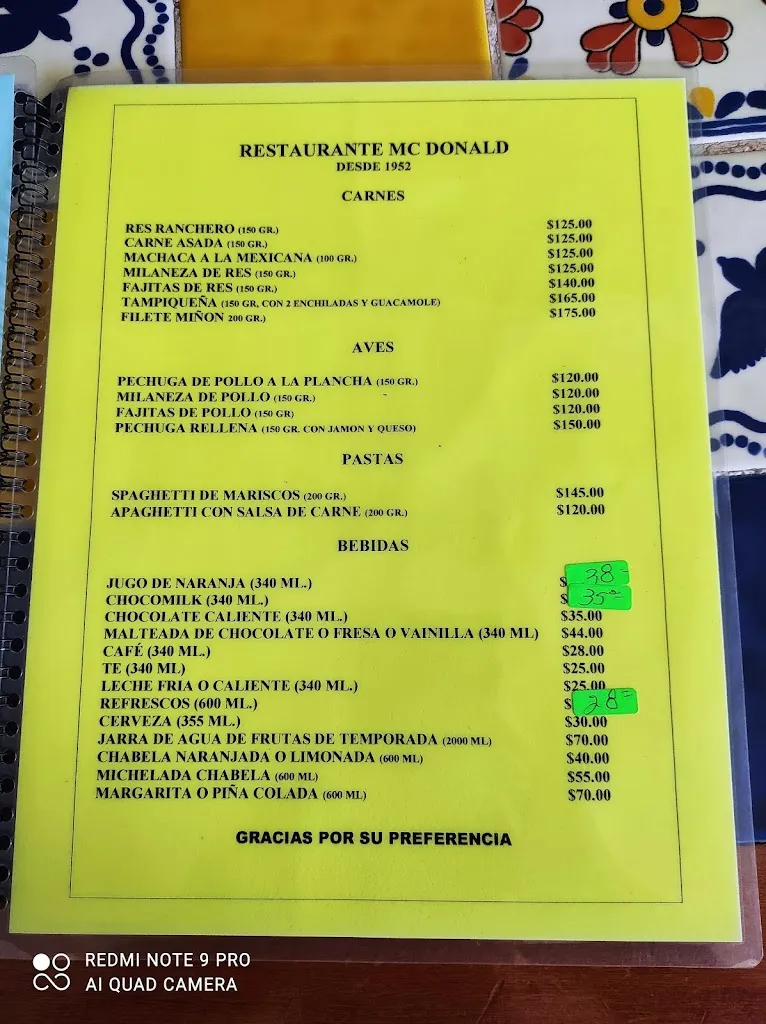 RESTAURANTE MC DONALD
DESDE 1952
CARNES
RES RANCHERO (150 GR.) $125.00
CARNE ASADA (150 GR.) $125.00
MACHACA A LA MEXICANA (100 GR.) $125.00
MILANEZA DE RES (150 GR.) $125.00
FAJITAS DE RES (150 GR.) $140.00
TAMPIQUEÑA (150 GR, CON 2 ENCHILADAS Y GUACAMOLE) $165.00
FILETE MIÑON 200 GR.) $175.00
AVES
PECHUGA DE POLLO A LA PLANCHA (150 GR.) $120.00
MILANEZA DE POLLO (150 GR.) $120.00
FAJITAS DE POLLO (150 GR) $120.00
PECHUGA RELLENA (150 GR. CON JAMON Y QUESO) $150.00
PASTAS
SPAGHETTI DE MARISCOS (200 GR.) $145.00
APAGHETTI CON SALSA DE CARNE (200 GR.) $120.00
BEBIDAS
JUGO DE NARANJA (340 ML.) $ 38
CHOCOMILK (340 ML.) $ 35
CHOCOLATE CALIENTE (340 ML.) $35.00
MALTEADA DE CHOCOLATE O FRESA O VAINILLA (340 ML) $44.00
CAFÉ (340 ML.) $28.00
TE (340 ML) $25.00
LECHE FRIA O CALIENTE (340 ML.) $25.00
REFRESCOS (600 ML.) $ 28
CERVEZA (355 ML.) $30.00
JARRA DE AGUA DE FRUTAS DE TEMPORADA (2000 ML) $70.00
CHABELA NARANJADA O LIMONADA (600 ML) $40.00
MICHELADA CHABELA (600 ML) $55.00
MARGARITA O PIÑA COLADA (600 ML) $70.00
GRACIAS POR SU PREFERENCIA
REDMI NOTE 9 PRO
AI QUAD CAMERA